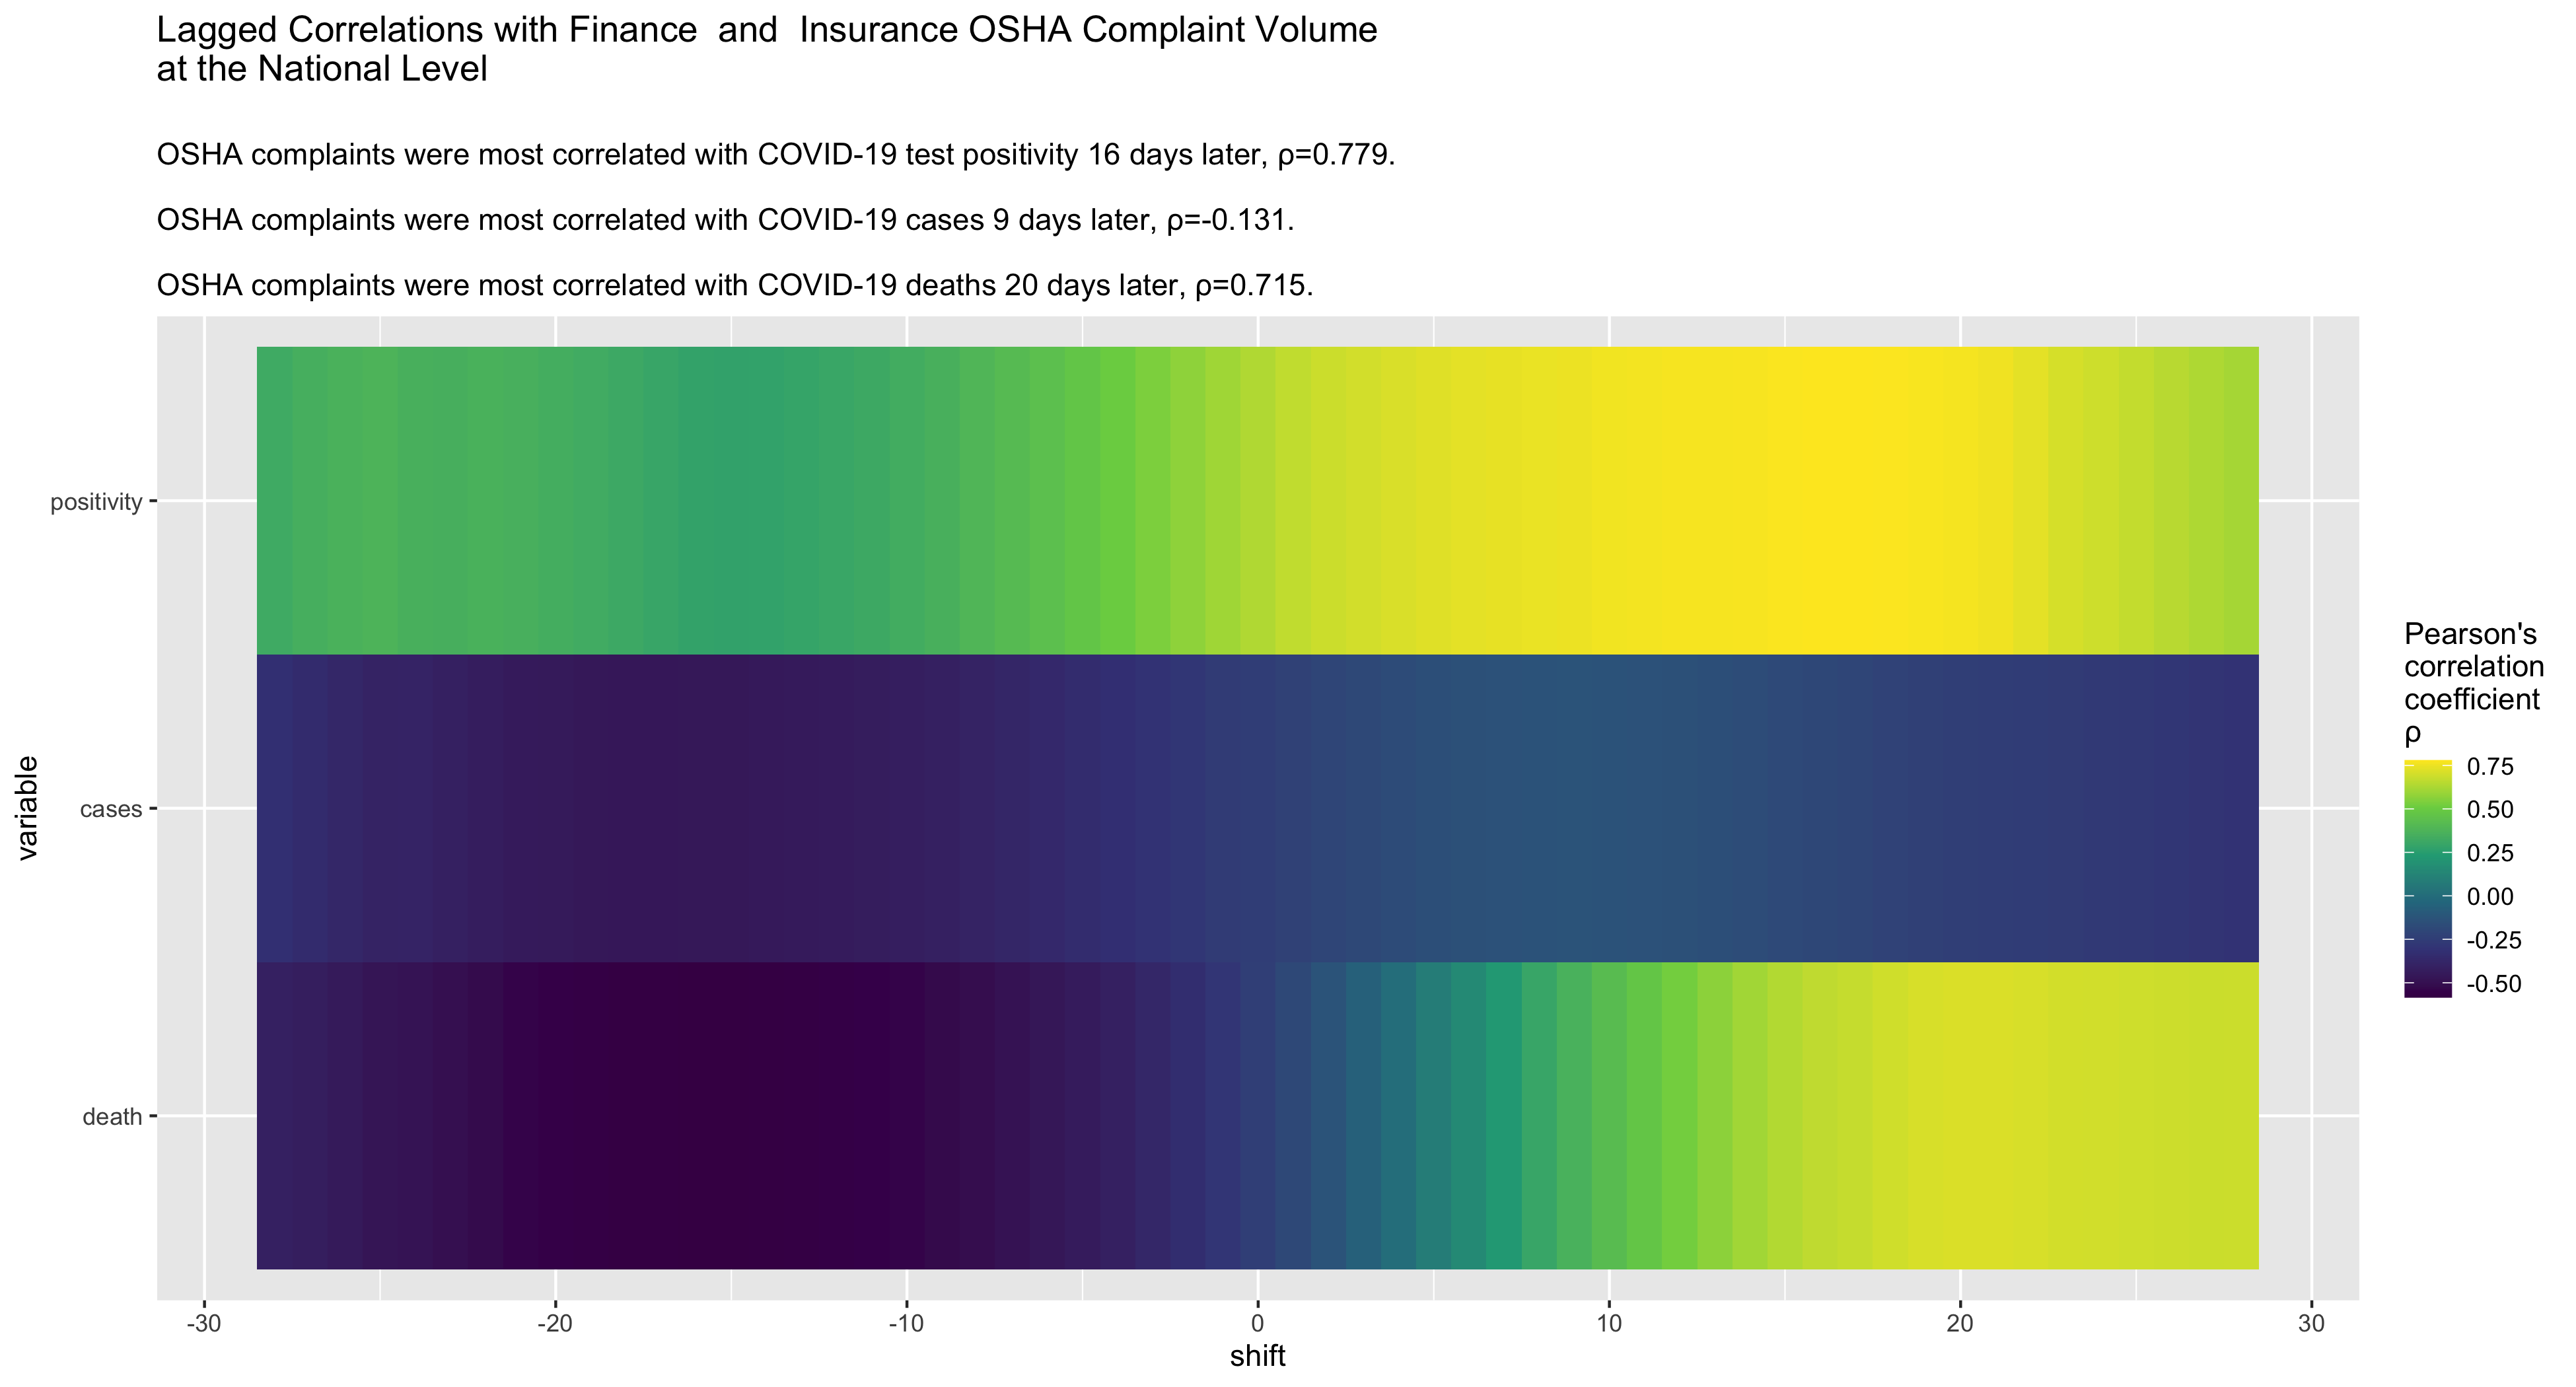 Lagged Correlations with Finance  and  Insurance OSHA Complaint Volume
at the National Level
OSHA complaints were most correlated with COVID-19 test positivity 16 days later, ρ=0.779.
OSHA complaints were most correlated with COVID-19 cases 9 days later, ρ=-0.131.
OSHA complaints were most correlated with COVID-19 deaths 20 days later, ρ=0.715.
variable
positivity
cases
death
-30
-20
-10
0
10
20
30
shift
Pearson's
correlation
coefficient
ρ
0.75
0.50
0.25
0.00
-0.25
-0.50